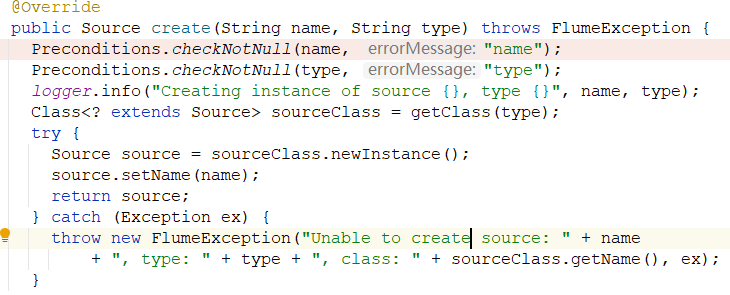 @Override
public Source create(String name, String type) throws FlumeException {
Preconditions.checkNotNull(name, errorMessage: "name");
Preconditions.checkNotNull(type, errorMessage: "type");
logger.info("Creating instance of source {}, type {}", name, type);
Class<? extends Source> sourceClass = getClass(type);
try {
Source source = sourceClass.newInstance();
source.setName(name);
return source;
} catch (Exception ex) {
throw new FlumeException("Unable to create source: " + name
+ ", type: " + type + ", class: " + sourceClass.getName(), ex);
}